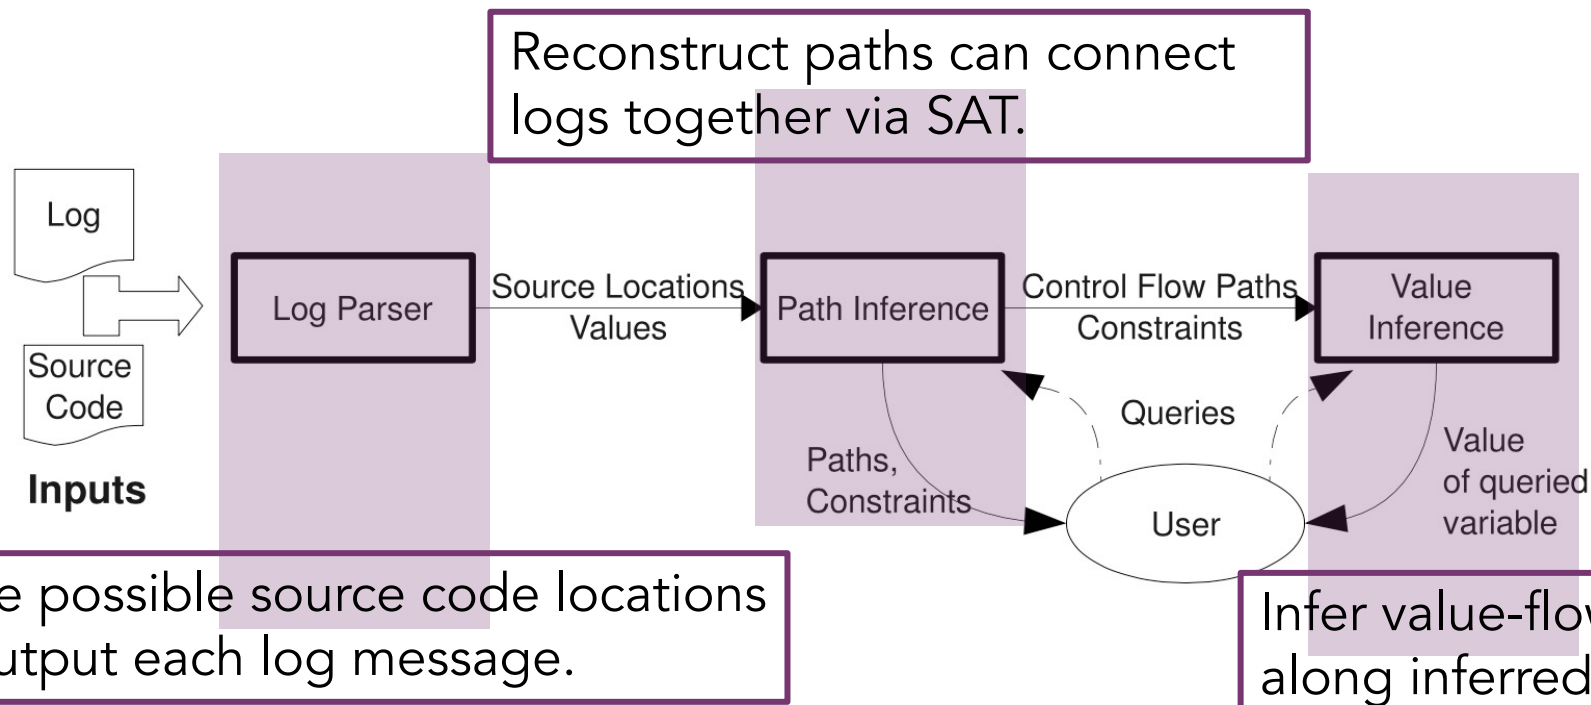 Reconstruct paths can connect
logs together via SAT.
Log
Source
Code
Inputs
Log Parser
Source Locations
Values
Path Inference
Control Flow Paths
Constraints
Value
Inference
Queries
Paths,
Constraints
User
Value
of queried
variable
e possible source code locations
utput each log message.
Infer value-flow
along inferred